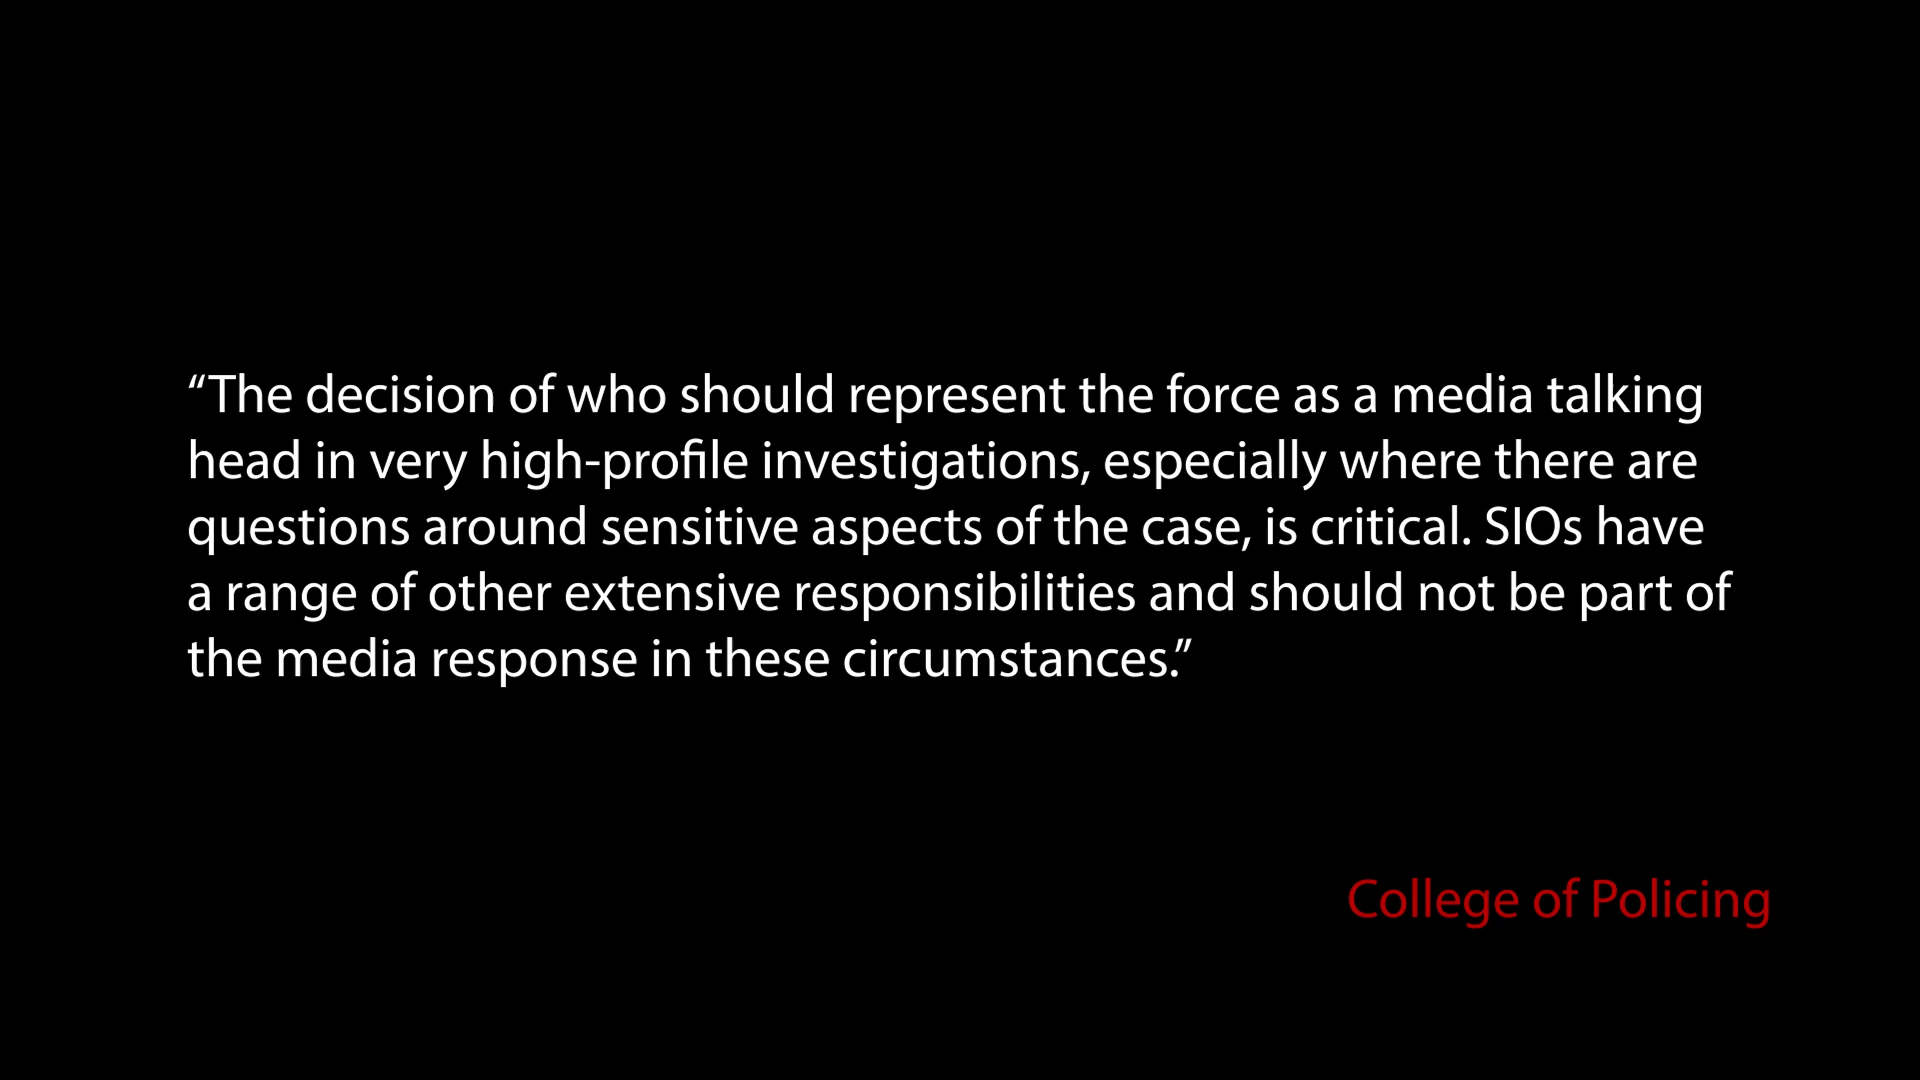 “The decision of who should represent the force as a media talking
head in very high-profile investigations, especially where there are
questions around sensitive aspects of the case, is critical. SIOs have
a range of other extensive responsibilities and should not be part of
the media response in these circumstances.”
College of Policing